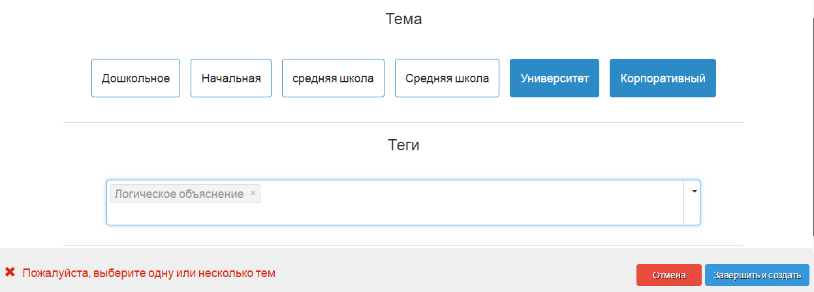 Тема
Дошкольное Начальная средняя школа Средняя школа Университет Корпоративный
Теги
Логическое объяснение ×
Пожалуйста, выберите одну или несколько тем Отмена Завершить и создать